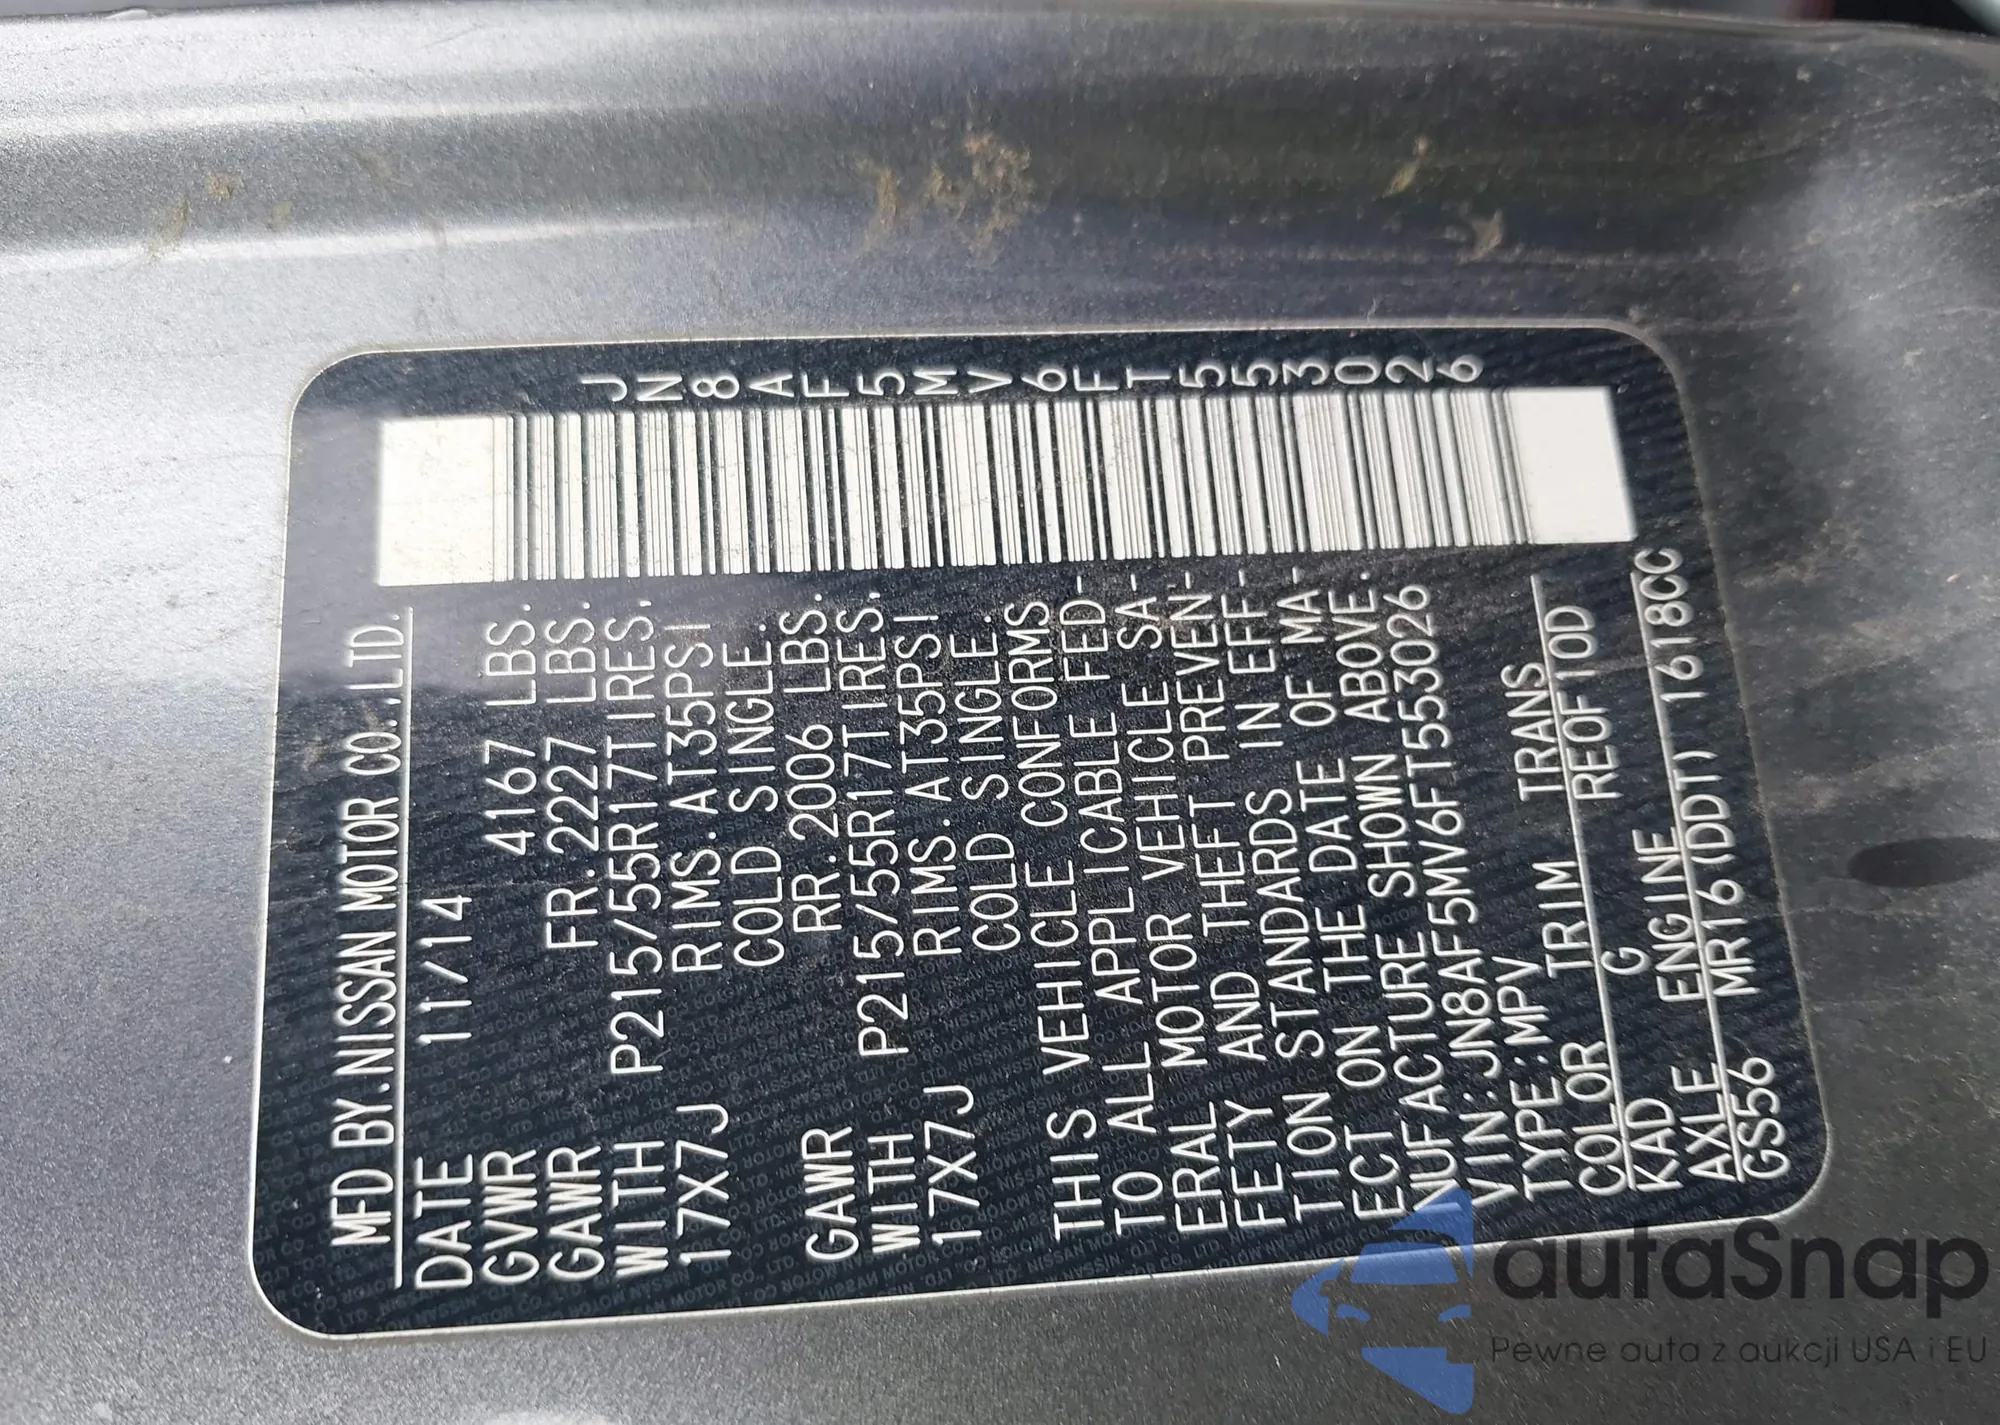 JN8AF5MV6FT553026
MFD BY.NISSAN MOTOR CO.,LTD.
DATE 11/14
GVWR 4167 LBS.
GAWR FR.2227 LBS.
WITH P215/55R17TIRES.
17X7J RIMS.AT35PSI
COLD SINGLE.
GAWR RR.2006 LBS.
WITH P215/55R17TIRES.
17X7J RIMS.AT35PSI
COLD SINGLE.
THIS VEHICLE CONFORMS
TO ALL APPLICABLE FED-
ERAL MOTOR VEHICLE SA-
FETY AND THEFT PREVEN-
TION STANDARDS IN EFF-
ECT ON THE DATE OF MA-
NUFACTURE SHOWN ABOVE.
VIN:JN8AF5MV6FT553026
TYPE:MPV
COLOR TRIM TRANS
KAD G RE0F10D
AXLE ENGINE
GS56 MR16(DDT) 1618CC
autaSnap
Pewne auta z aukcji USA i EU